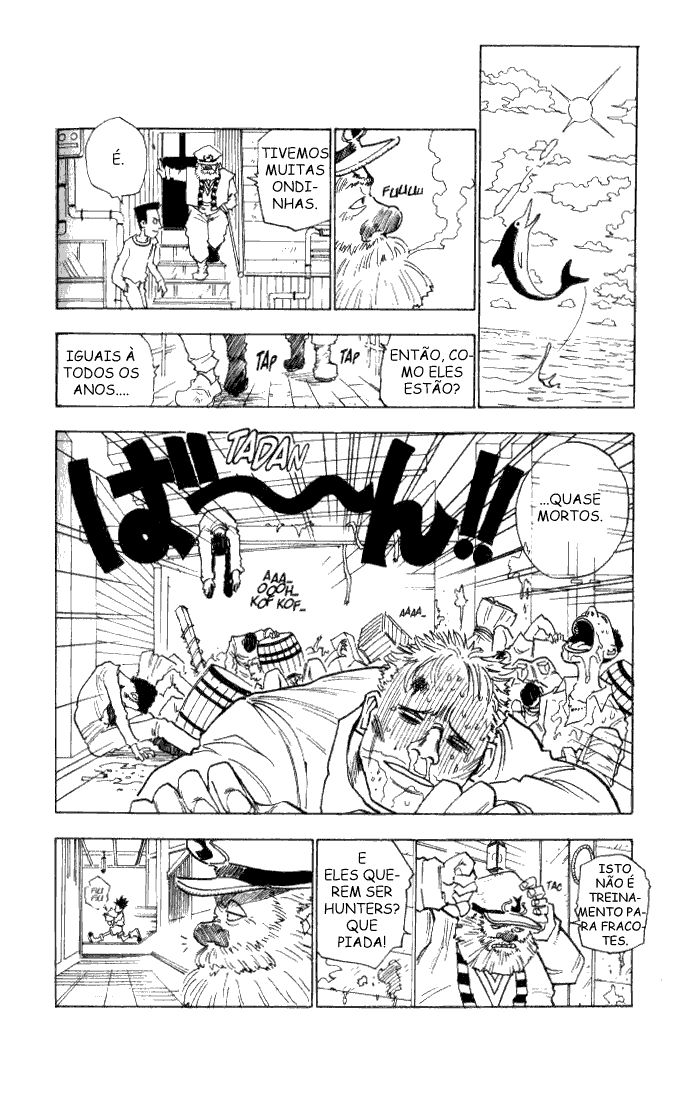 FUUUU
TIVEMOS
MUITAS
ONDI-
NHAS.
É.
ENTÃO, CO-
MO ELES
ESTÃO?
TAP
TAP
IGUAIS À
TODOS OS
ANOS....
...QUASE
MORTOS.
TADAN
ば～～ん!!
AAA...
OOOH...
KOF KOF...
AAAA...
ISTO
NÃO É
TREINA-
MENTO PA-
RA FRACO-
TES.
TAC
E
ELES QUE-
REM SER
HUNTERS?
QUE
PIADA!